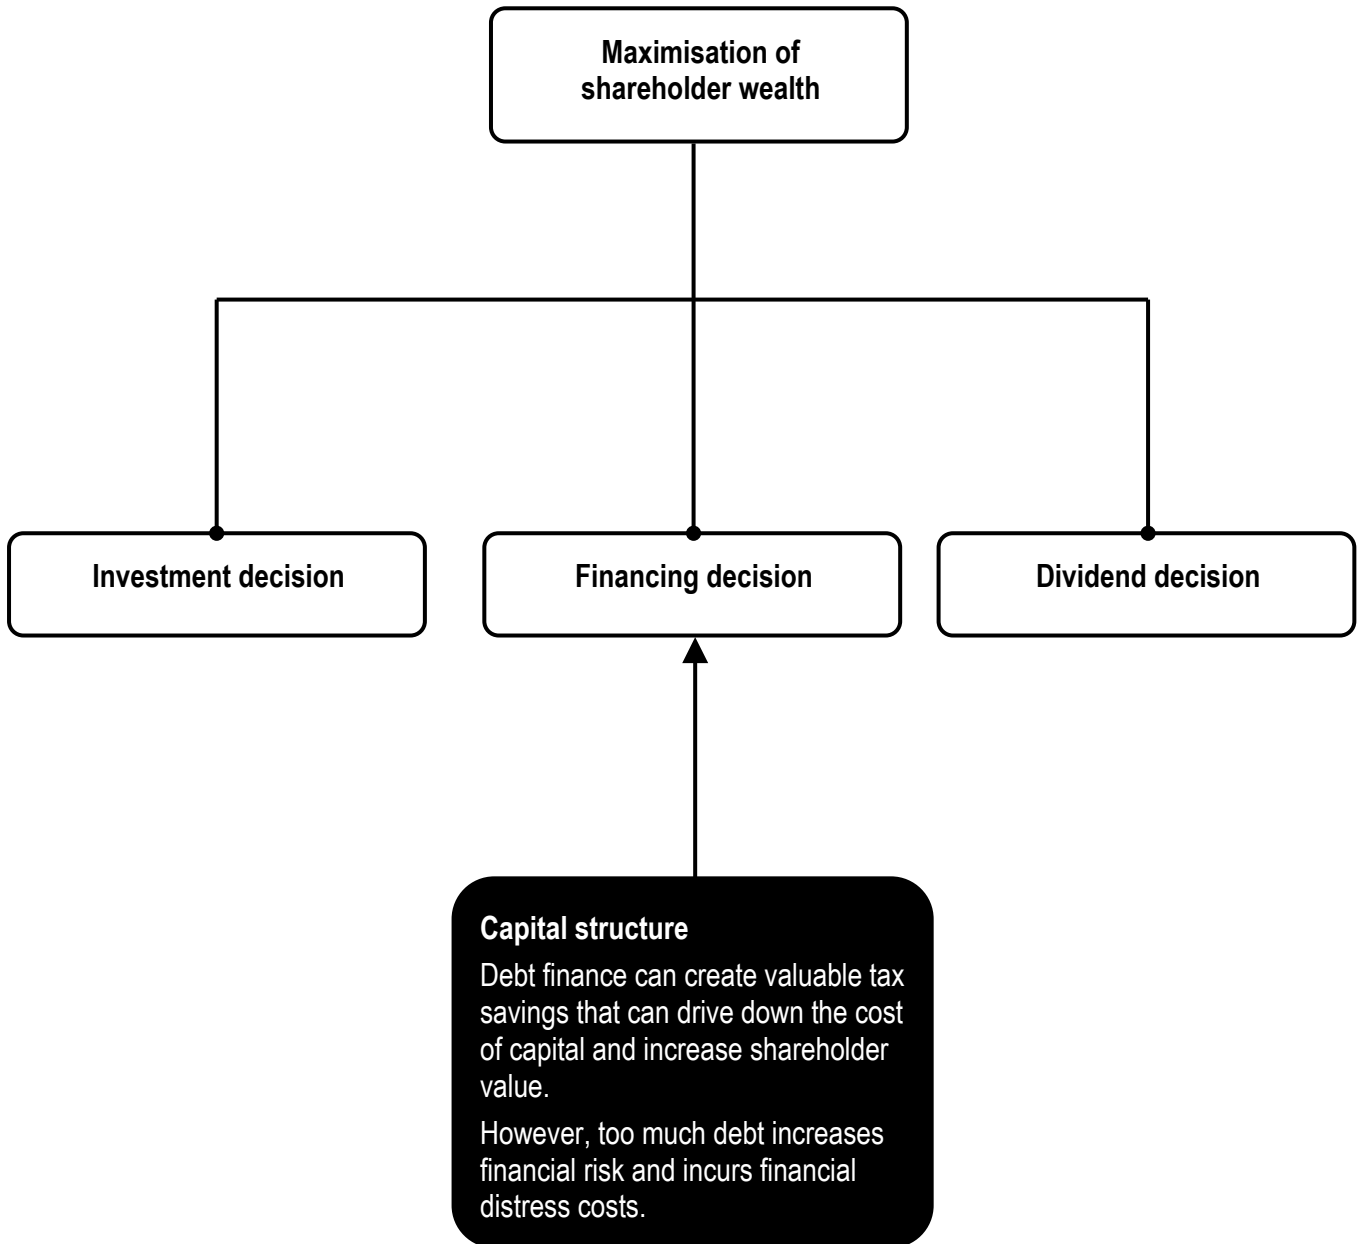 Maximisation of
shareholder wealth
Investment decision
Financing decision
Dividend decision
Capital structure
Debt finance can create valuable tax
savings that can drive down the cost
of capital and increase shareholder
value.
However, too much debt increases
financial risk and incurs financial
distress costs.